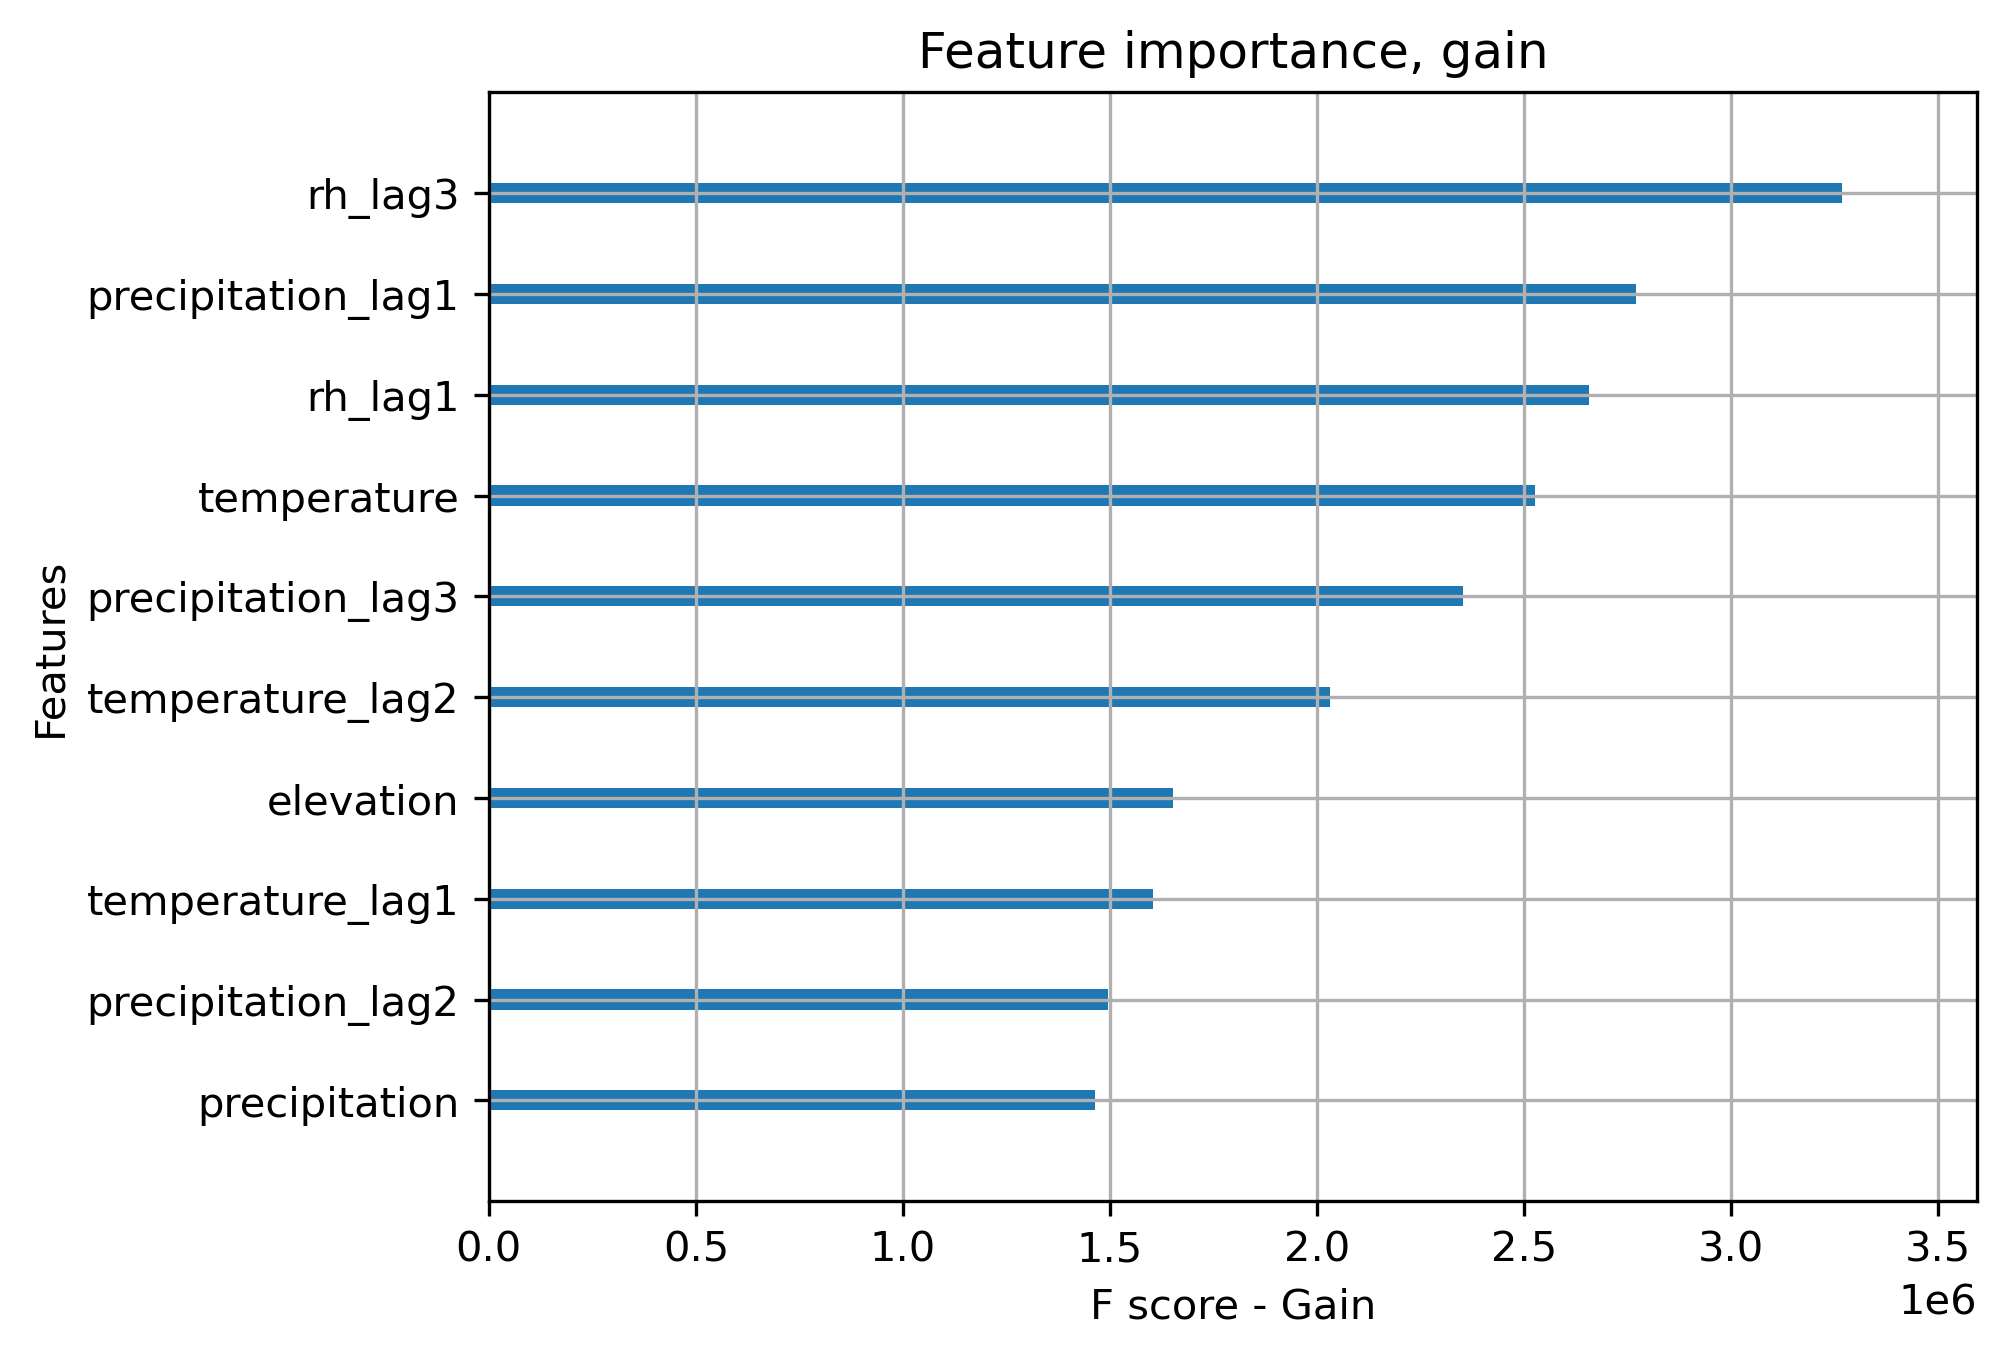 Feature importance, gain
Features
rh_lag3
precipitation_lag1
rh_lag1
temperature
precipitation_lag3
temperature_lag2
elevation
temperature_lag1
precipitation_lag2
precipitation
0.0 0.5 1.0 1.5 2.0 2.5 3.0 3.5
1e6
F score - Gain